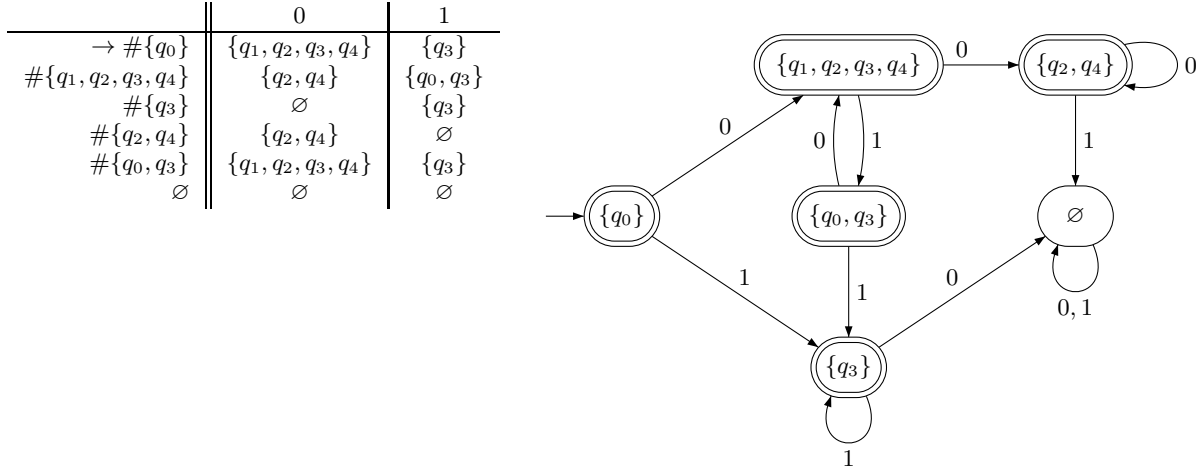 0 1
→ #{q₀} {q₁, q₂, q₃, q₄} {q₃}
#{q₁, q₂, q₃, q₄} {q₂, q₄} {q₀, q₃}
#{q₃} ∅ {q₃}
#{q₂, q₄} {q₂, q₄} ∅
#{q₀, q₃} {q₁, q₂, q₃, q₄} {q₃}
∅ ∅ ∅
{q₁, q₂, q₃, q₄} 0 {q₂, q₄} 0
0 0 1 1
{q₀} {q₀, q₃} ∅
1 1 0 0, 1
{q₃}
1